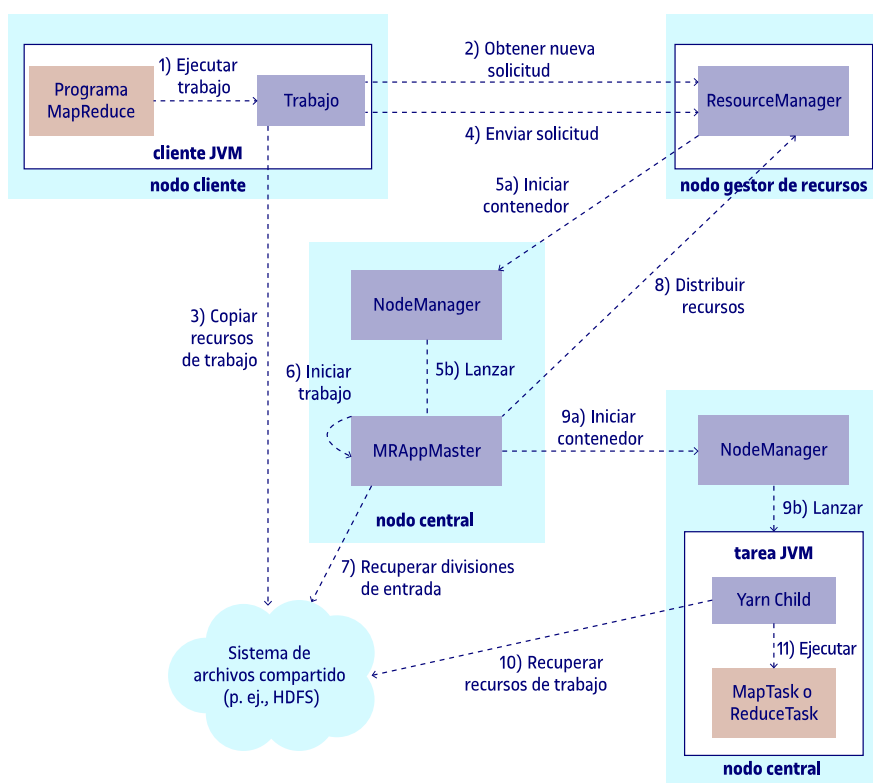 1) Ejecutar
trabajo
Programa
MapReduce
Trabajo
cliente JVM
nodo cliente
2) Obtener nueva
solicitud
4) Enviar solicitud
ResourceManager
nodo gestor de recursos
5a) Iniciar
contenedor
NodeManager
8) Distribuir
recursos
3) Copiar
recursos
de trabajo
5b) Lanzar
6) Iniciar
trabajo
MRAppMaster
nodo central
9a) Iniciar
contenedor
NodeManager
9b) Lanzar
tarea JVM
7) Recuperar divisiones
de entrada
Yarn Child
11) Ejecutar
Sistema de
archivos compartido
(p. ej., HDFS)
10) Recuperar
recursos de trabajo
MapTask o
ReduceTask
nodo central